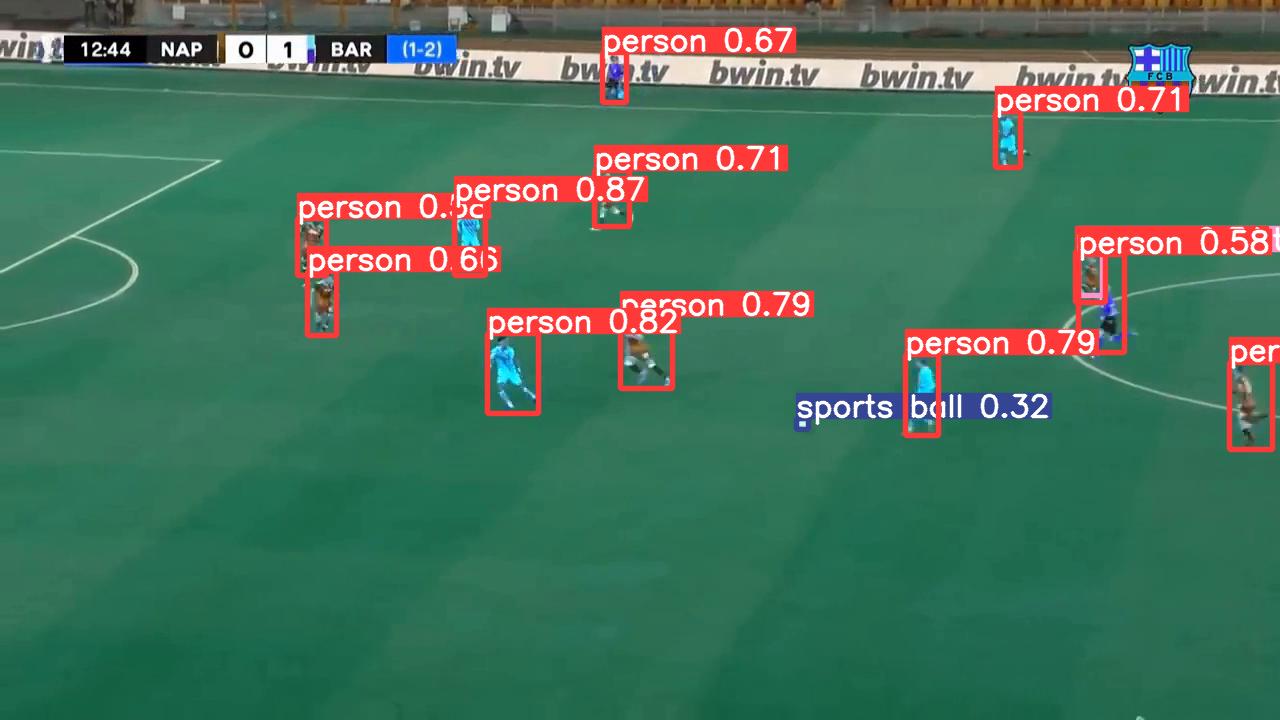 12:44 NAP 0 1 BAR (1-2)
bwin.tv bwin.tv bwin.tv bwin.tv
FCB
person 0.67
person 0.71
person 0.71
person 0.87
person
person 0.66
person 0.58
person 0.79
person 0.82
person 0.79
per
sports ball 0.32